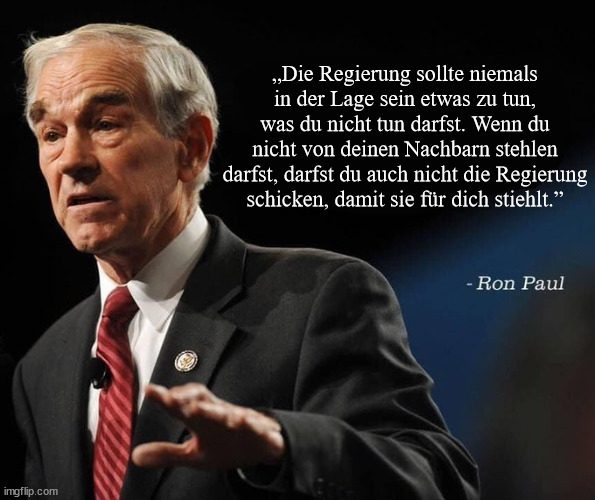 „Die Regierung sollte niemals
in der Lage sein etwas zu tun,
was du nicht tun darfst. Wenn du
nicht von deinen Nachbarn stehlen
darfst, darfst du auch nicht die Regierung
schicken, damit sie für dich stiehlt.”
- Ron Paul
imgflip.com